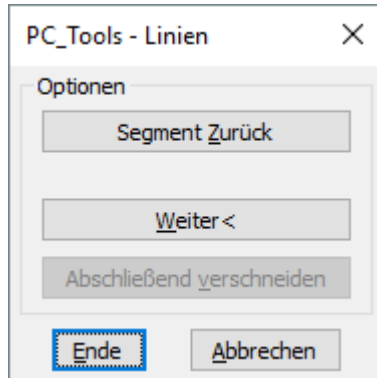 PC_Tools - Linien
Optionen
Segment Zurück
Weiter<
Abschließend verschneiden
Ende Abbrechen